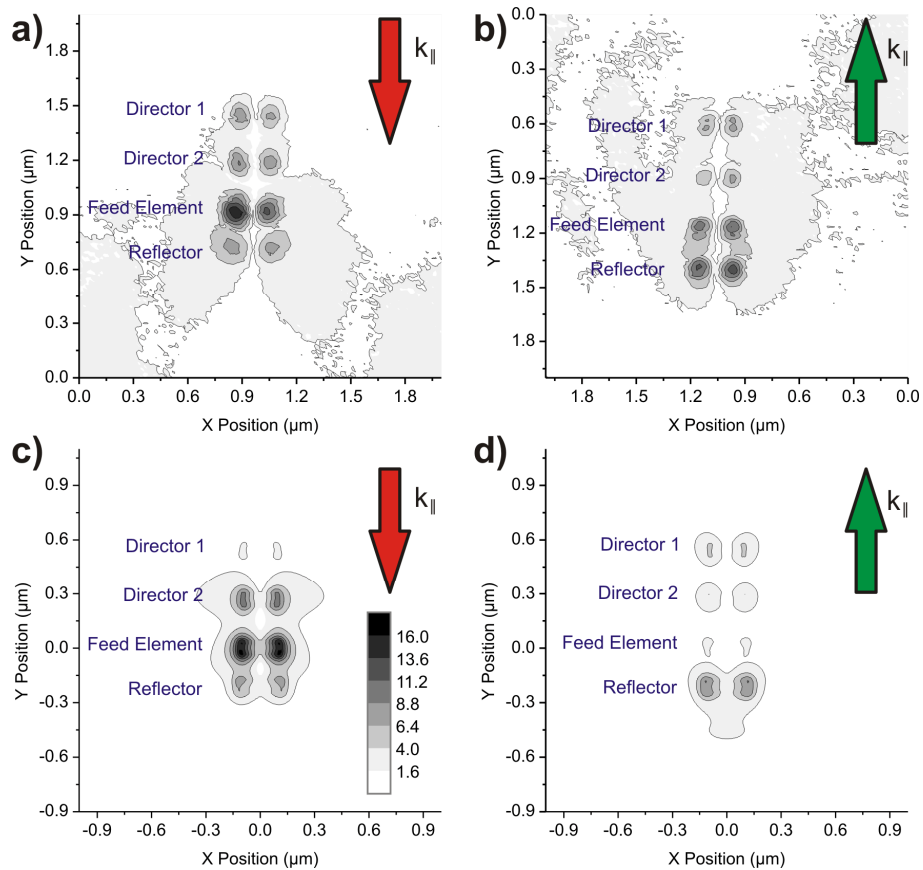 a)
k∥
Director 1
Director 2
Feed Element
Reflector
Y Position (µm)
1.8
1.5
1.2
0.9
0.6
0.3
0.0
0.0 0.3 0.6 0.9 1.2 1.5 1.8
X Position (µm)
b)
k∥
Director 1
Director 2
Feed Element
Reflector
Y Position (µm)
0.0
0.3
0.6
0.9
1.2
1.5
1.8
1.8 1.5 1.2 0.9 0.6 0.3 0.0
X Position (µm)
c)
k∥
Director 1
Director 2
Feed Element
Reflector
Y Position (µm)
0.9
0.6
0.3
0.0
-0.3
-0.6
-0.9
16.0
13.6
11.2
8.8
6.4
4.0
1.6
-0.9 -0.6 -0.3 0.0 0.3 0.6 0.9
X Position (µm)
d)
k∥
Director 1
Director 2
Feed Element
Reflector
Y Position (µm)
0.9
0.6
0.3
0.0
-0.3
-0.6
-0.9
-0.9 -0.6 -0.3 0.0 0.3 0.6 0.9
X Position (µm)